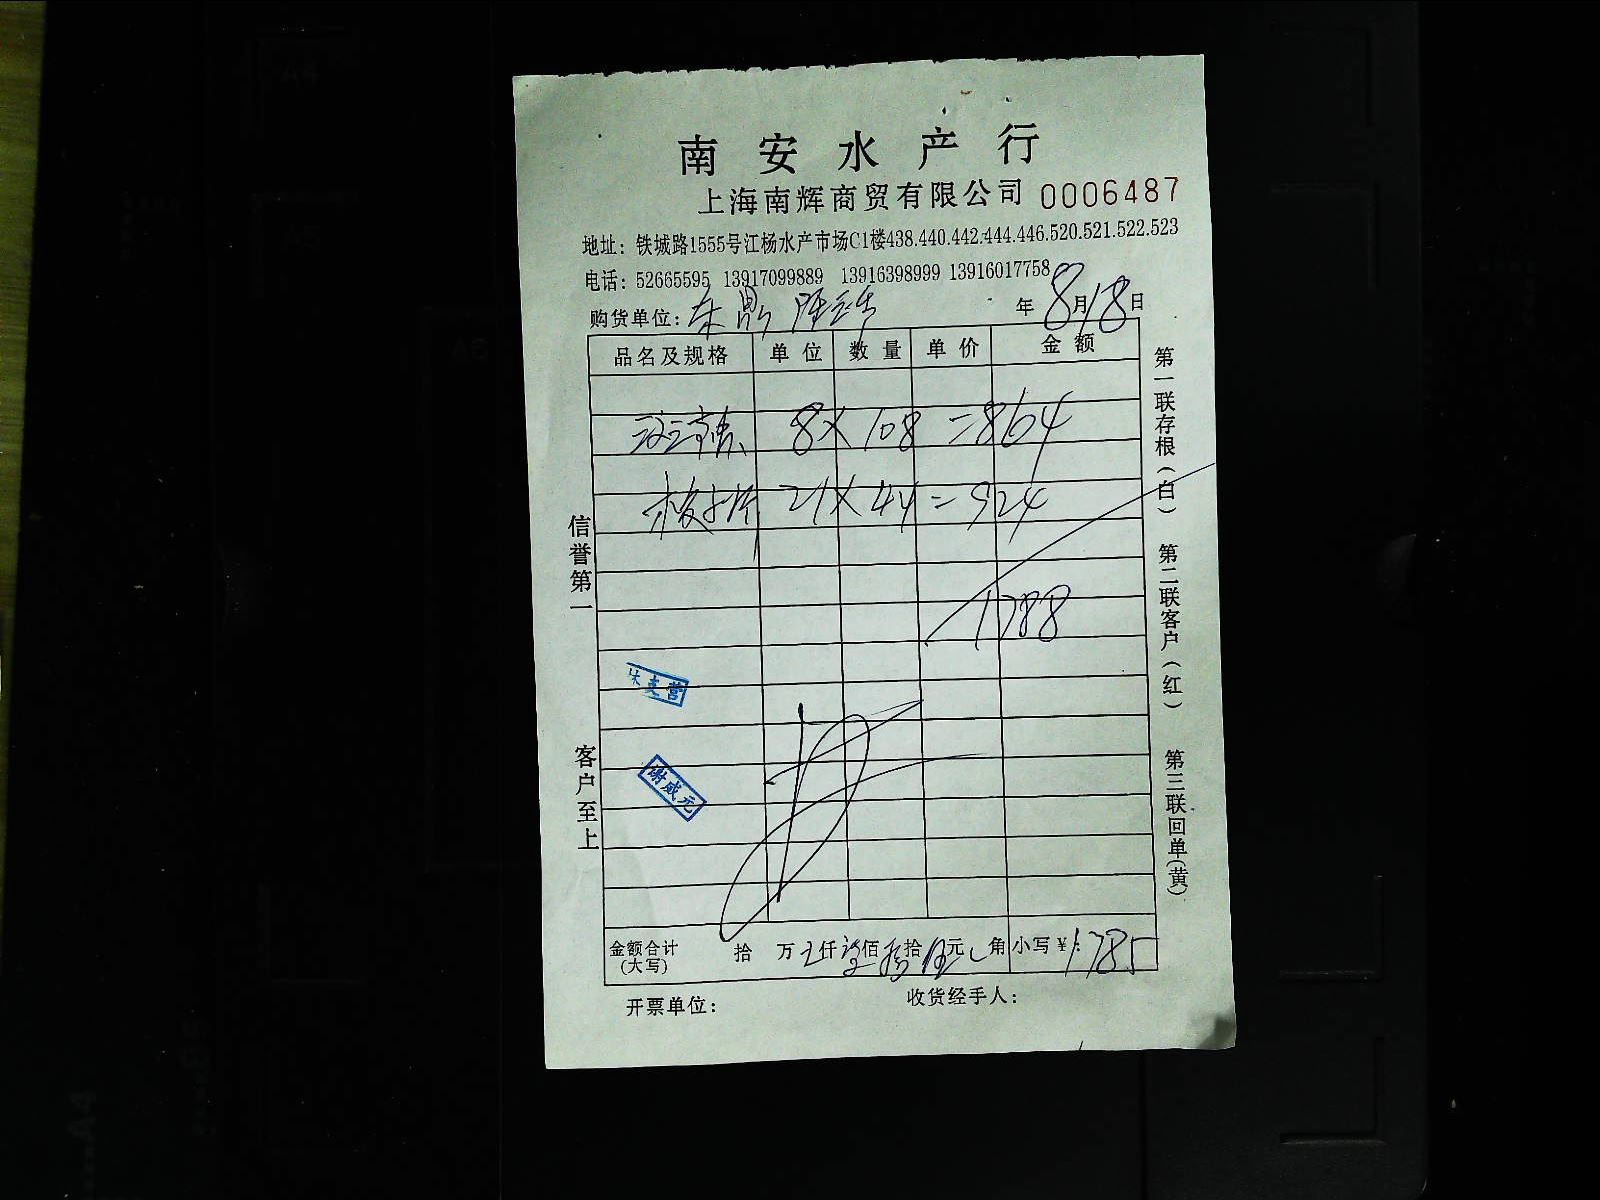 南安水产行
上海南辉商贸有限公司 0006487
地址：铁城路1555号江杨水产市场C1楼438.440.442.444.446.520.521.522.523
电话：52665595 13917099889 13916398999 13916017758
购货单位： 年 8月18日
品名及规格 单位 数量 单价 金额
8× 108 =864
21× 44 =924
1788
信誉第一
客户至上
谢咸元
第一联存根（白） 第二联客户（红） 第三联回单（黄）
金额合计（大写） 拾 万 仟 佰 拾 元 角 小写￥：1785
开票单位： 收货经手人：